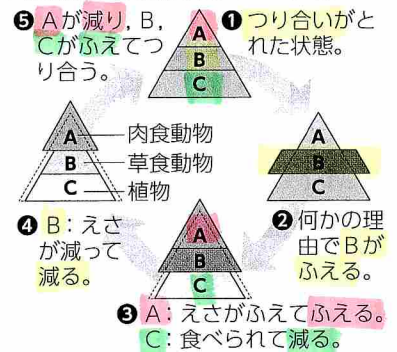 ❺Aが減り,B,
Cがふえてつ
り合う。
❶つり合いがと
れた状態。
A
B
C
A
B
C
肉食動物
草食動物
植物
A
B
C
❹B:えさ
が減って
減る。
❷何かの理
由でBが
ふえる。
A
B
C
❸A:えさがふえてふえる。
C:食べられて減る。